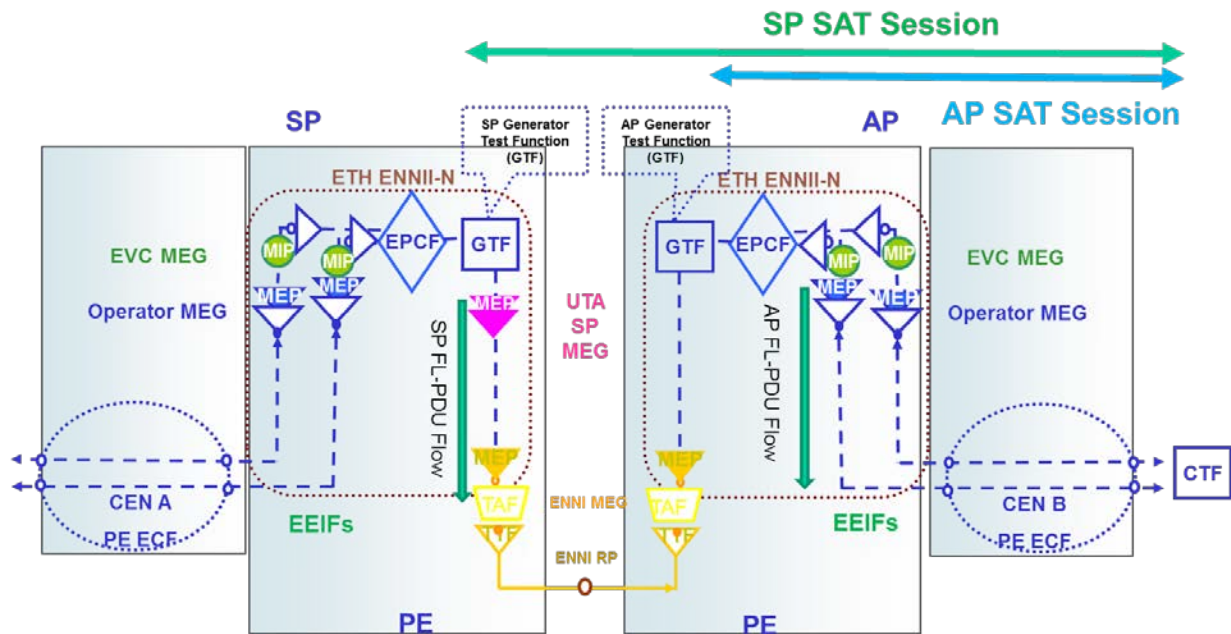 SP SAT Session
AP SAT Session
SP
AP
SP Generator
Test Function
(GTF)
AP Generator
Test Function
(GTF)
ETH ENNII-N
ETH ENNII-N
EVC MEG
Operator MEG
MIP
MIP
MEP
MEP
EPCF
GTF
MEP
SP FL-PDU Flow
UTA
SP
MEG
GTF
EPCF
MIP
MIP
MEP
MEP
AP FL-PDU Flow
EVC MEG
Operator MEG
CEN A
PE ECF
EEIFs
MEP
TAF
TTF
ENNI MEG
ENNI RP
MEP
TAF
TTF
EEIFs
CEN B
PE ECF
CTF
PE
PE